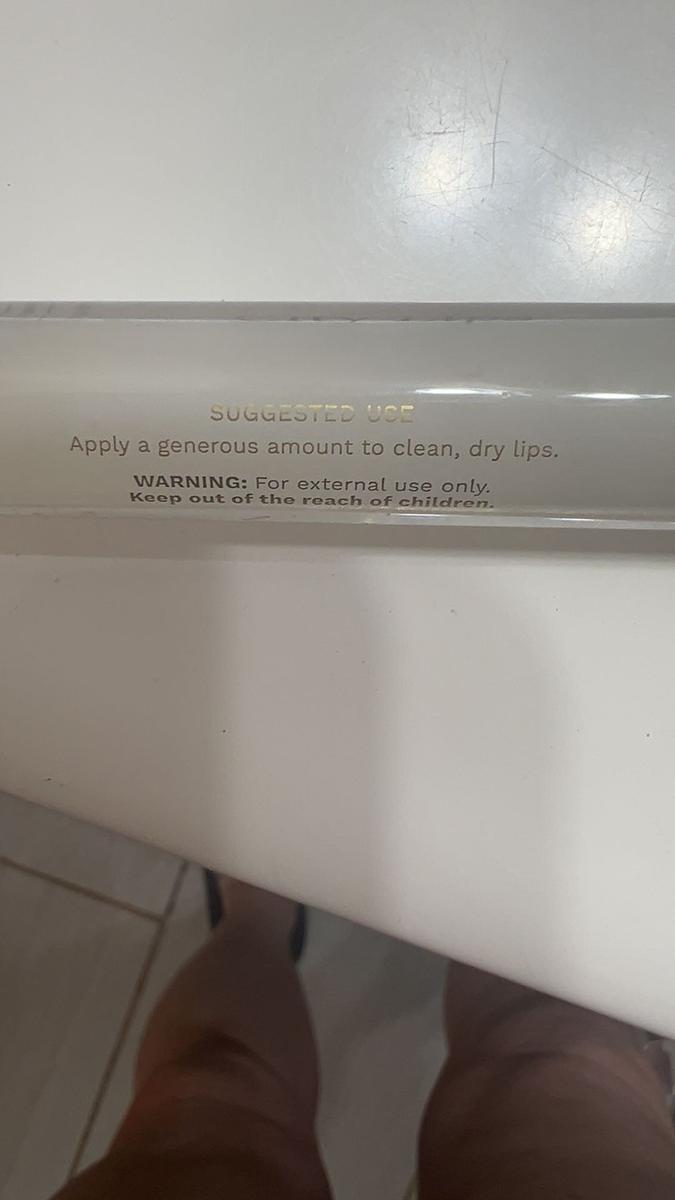 SUGGESTED USE
Apply a generous amount to clean, dry lips.
WARNING: For external use only.
Keep out of the reach of children.